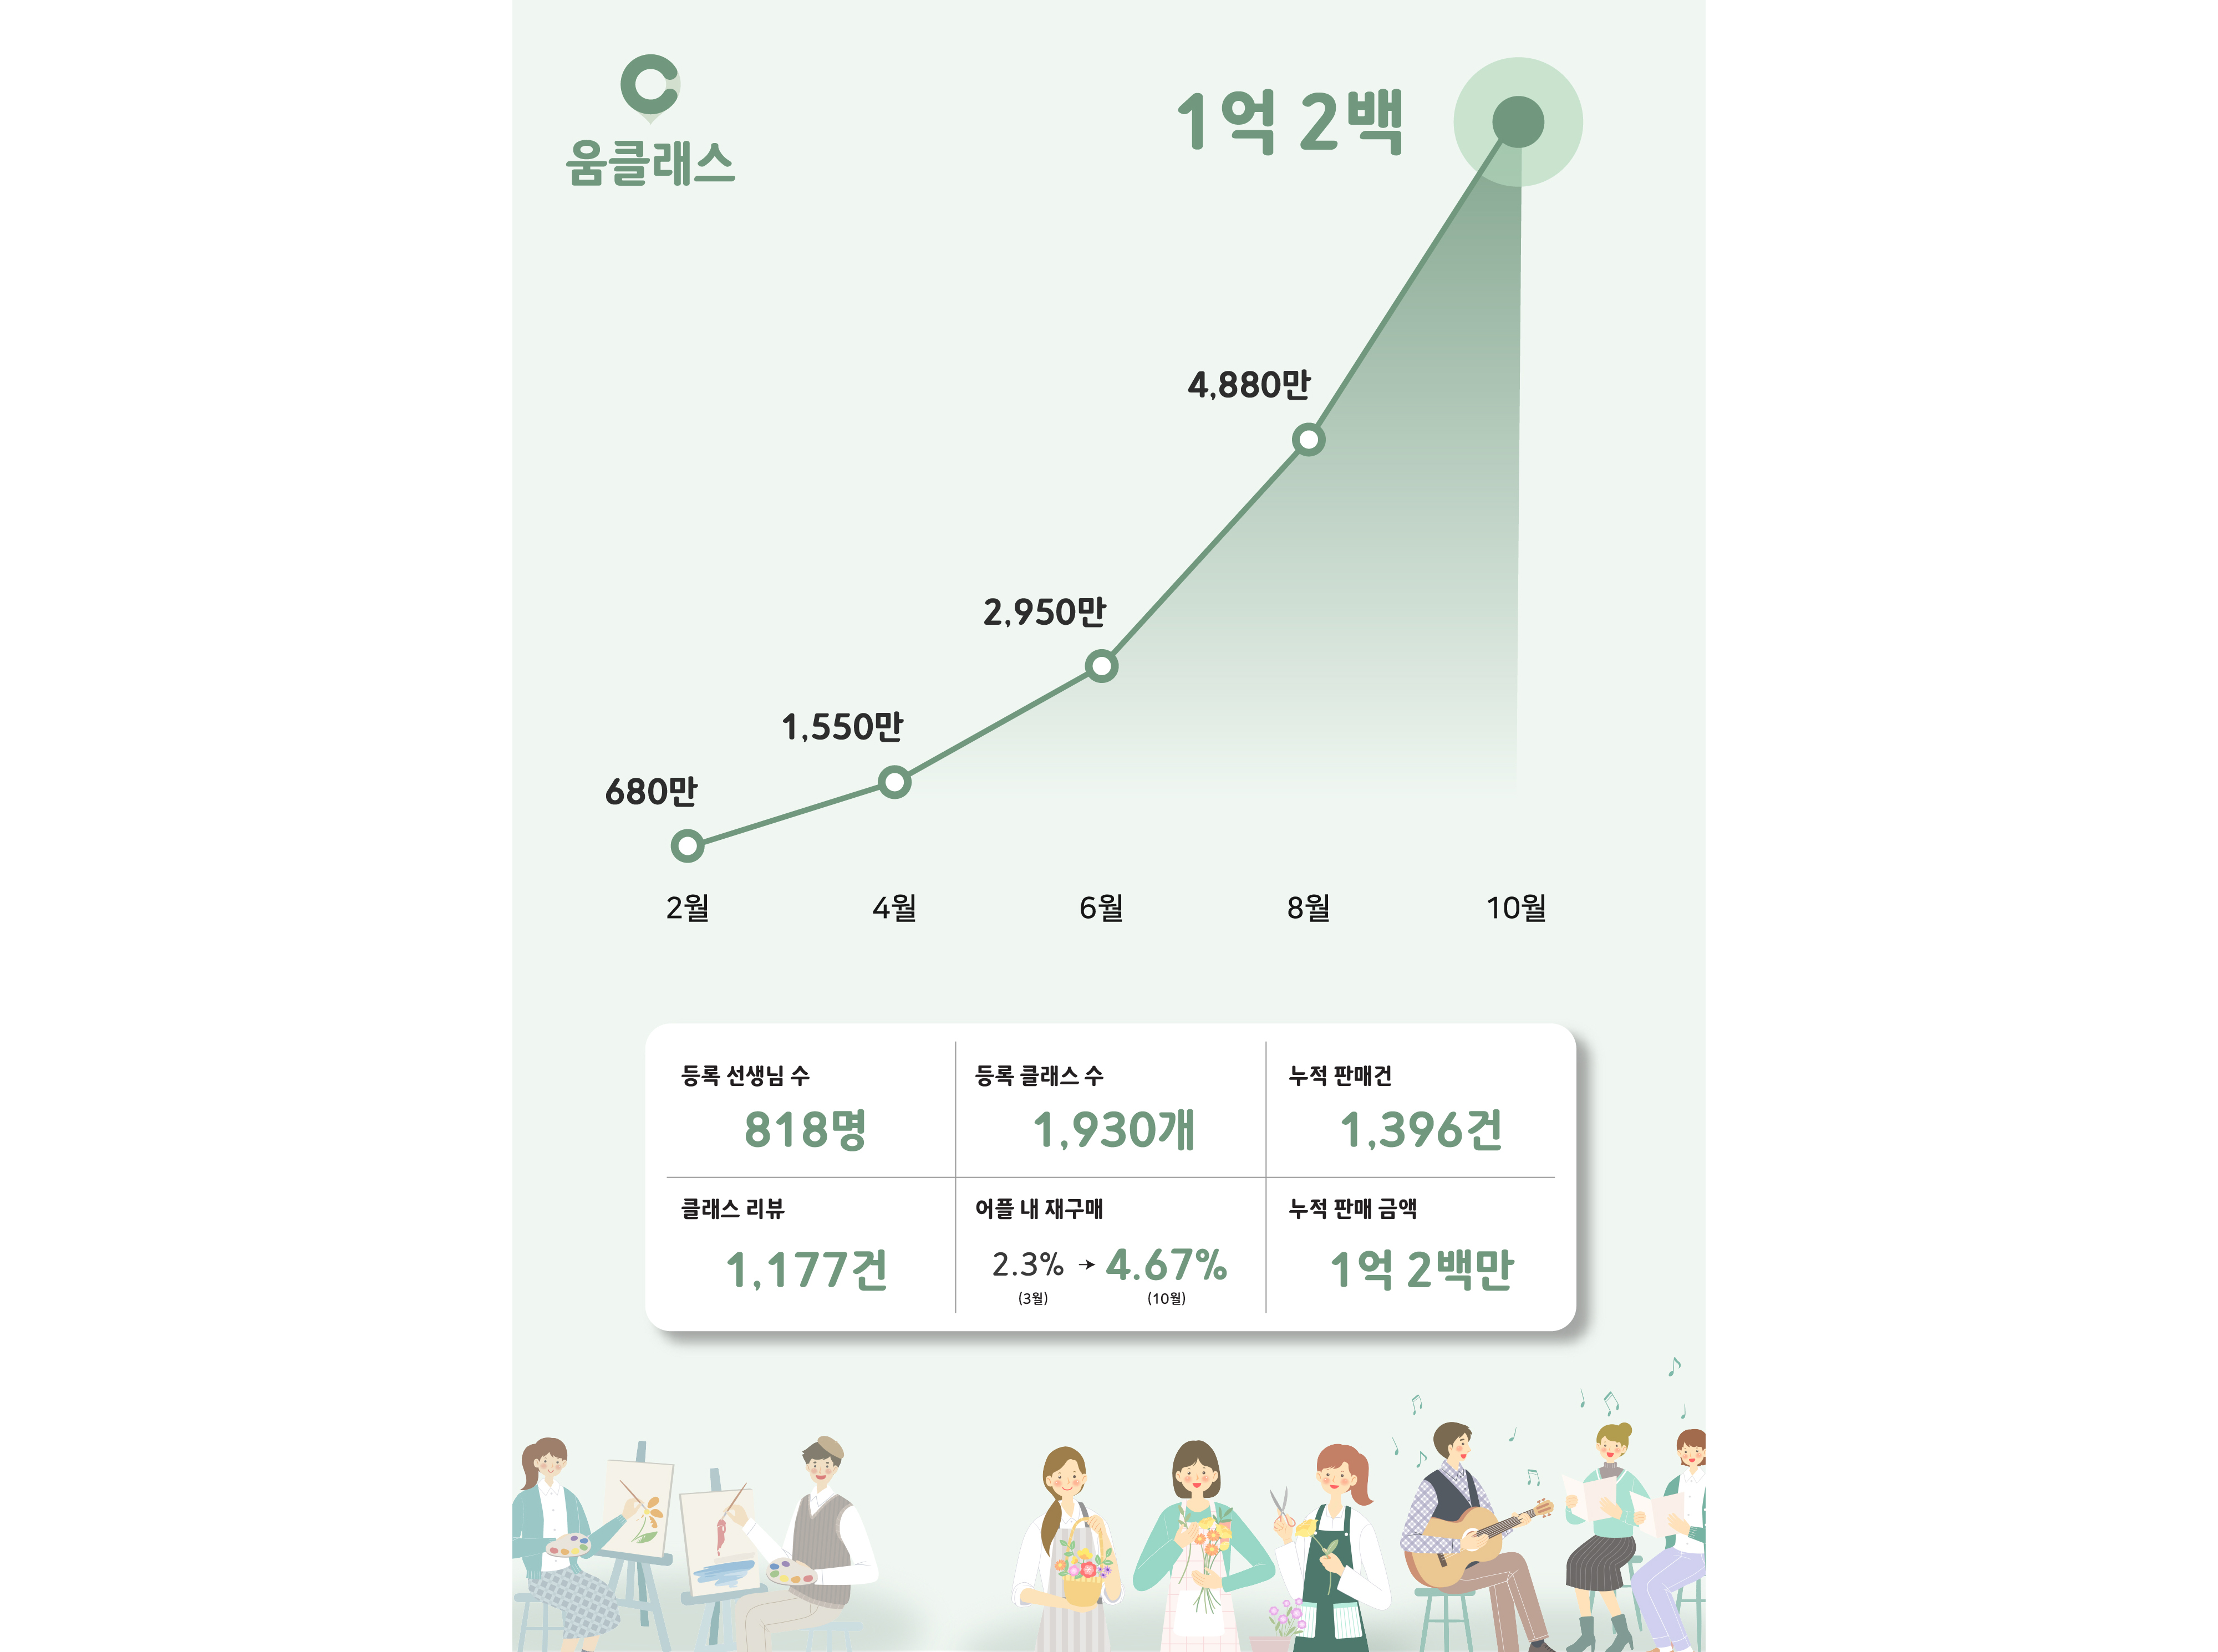 움클래스
1억 2백
4,880만
2,950만
1,550만
680만
2월 4월 6월 8월 10월
등록 선생님 수 등록 클래스 수 누적 판매건
818명 1,930개 1,396건
클래스 리뷰 어플 내 재구매 누적 판매 금액
1,177건 2.3% → 4.67% 1억 2백만
(3월) (10월)